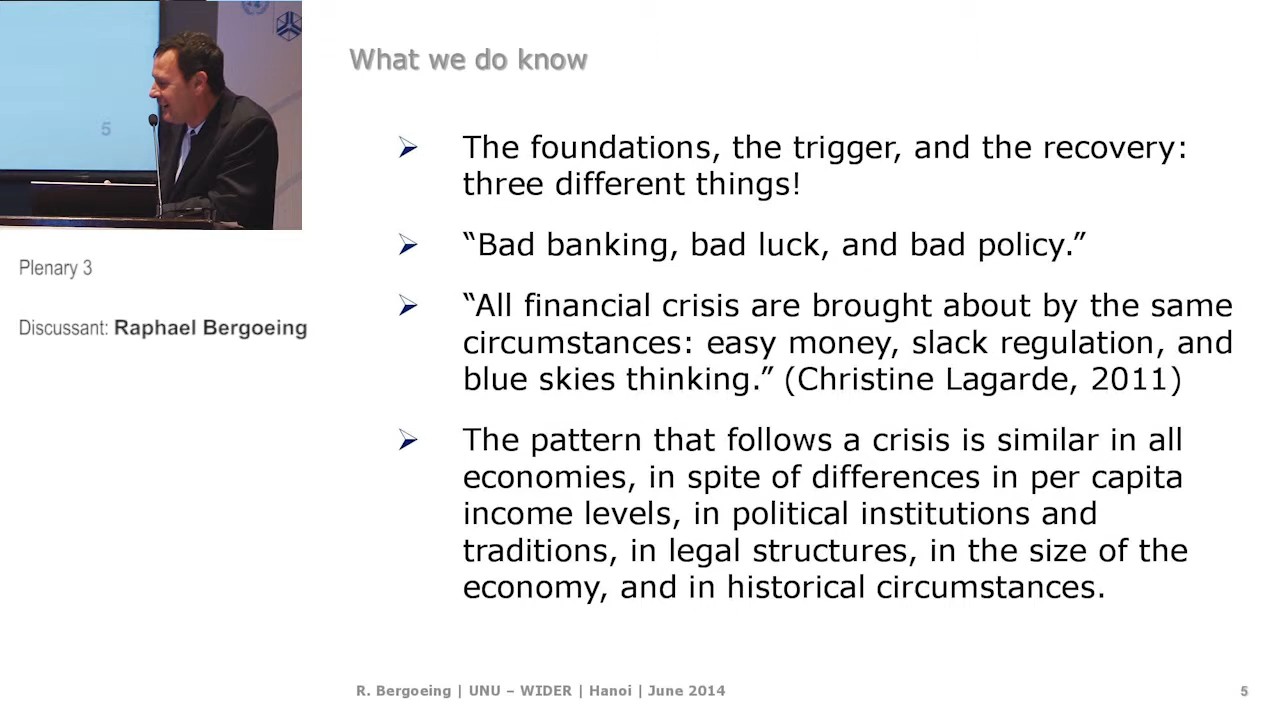 5
Plenary 3
Discussant: Raphael Bergoeing
What we do know
The foundations, the trigger, and the recovery:
three different things!
“Bad banking, bad luck, and bad policy.”
“All financial crisis are brought about by the same
circumstances: easy money, slack regulation, and
blue skies thinking.” (Christine Lagarde, 2011)
The pattern that follows a crisis is similar in all
economies, in spite of differences in per capita
income levels, in political institutions and
traditions, in legal structures, in the size of the
economy, and in historical circumstances.
R. Bergoeing | UNU – WIDER | Hanoi | June 2014
5